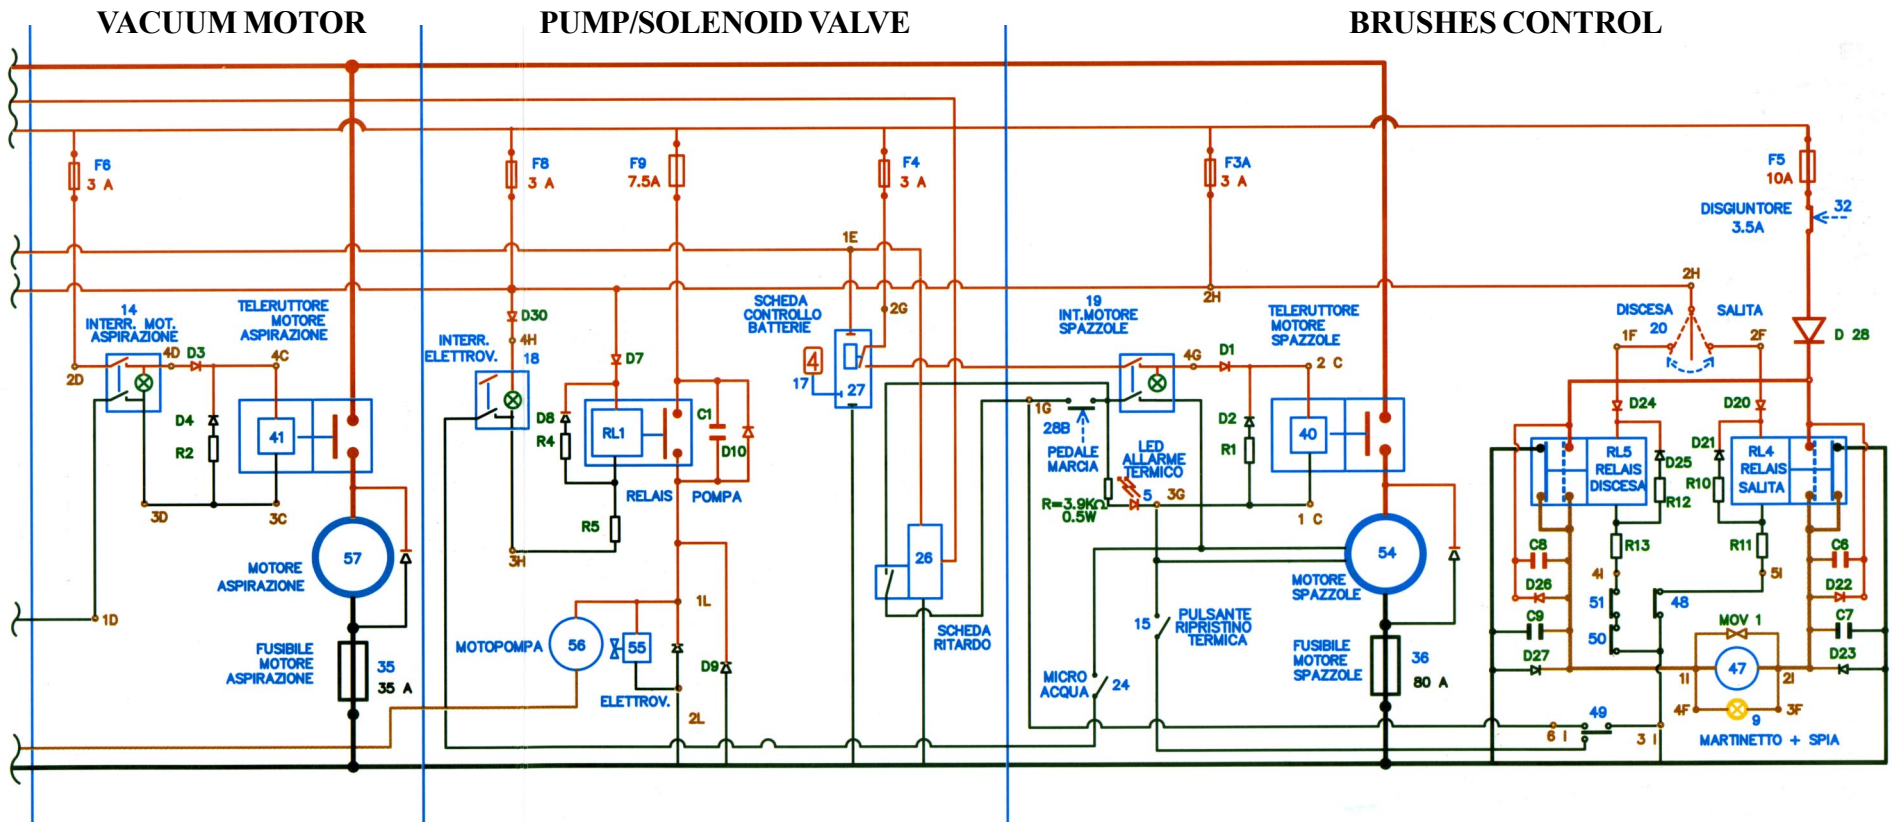 VACUUM MOTOR
PUMP/SOLENOID VALVE
BRUSHES CONTROL
F6
3 A
14
INTERR. MOT.
ASPIRAZIONE
TELERUTTORE
MOTORE
ASPIRAZIONE
2D
4D
D3
4C
D4
R2
41
3D
3C
57
MOTORE
ASPIRAZIONE
1D
FUSIBILE
MOTORE
ASPIRAZIONE
35
35 A
F8
3 A
F9
7.5A
F4
3 A
1E
D30
4H
INTERR.
ELETTROV.
18
D7
D8
R4
RL1
C1
D10
RELAIS
POMPA
R5
3H
SCHEDA
CONTROLLO
BATTERIE
2G
4
17
27
26
SCHEDA
RITARDO
1L
MOTOPOMPA
56
55
ELETTROV.
D9
2L
F3A
3 A
2H
19
INT.MOTORE
SPAZZOLE
TELERUTTORE
MOTORE
SPAZZOLE
4G
D1
2 C
1G
28B
PEDALE
MARCIA
LED
ALLARME
TERMICO
D2
R1
40
5
3G
R=3.9KΩ
0.5W
1 C
54
MOTORE
SPAZZOLE
15
PULSANTE
RIPRISTINO
TERMICA
MICRO
ACQUA
24
FUSIBILE
MOTORE
SPAZZOLE
36
80 A
F5
10A
DISGIUNTORE
3.5A
32
2H
DISCESA
20
SALITA
1F
2F
D 28
D24
D20
RL5
RELAIS
DISCESA
D25
R12
D21
R10
RL4
RELAIS
SALITA
R13
R11
C8
D26
C9
D27
4I
5I
51
50
48
C6
D22
C7
D23
MOV 1
47
1I
2I
4F
3F
9
49
6 I
3 I
MARTINETTO + SPIA